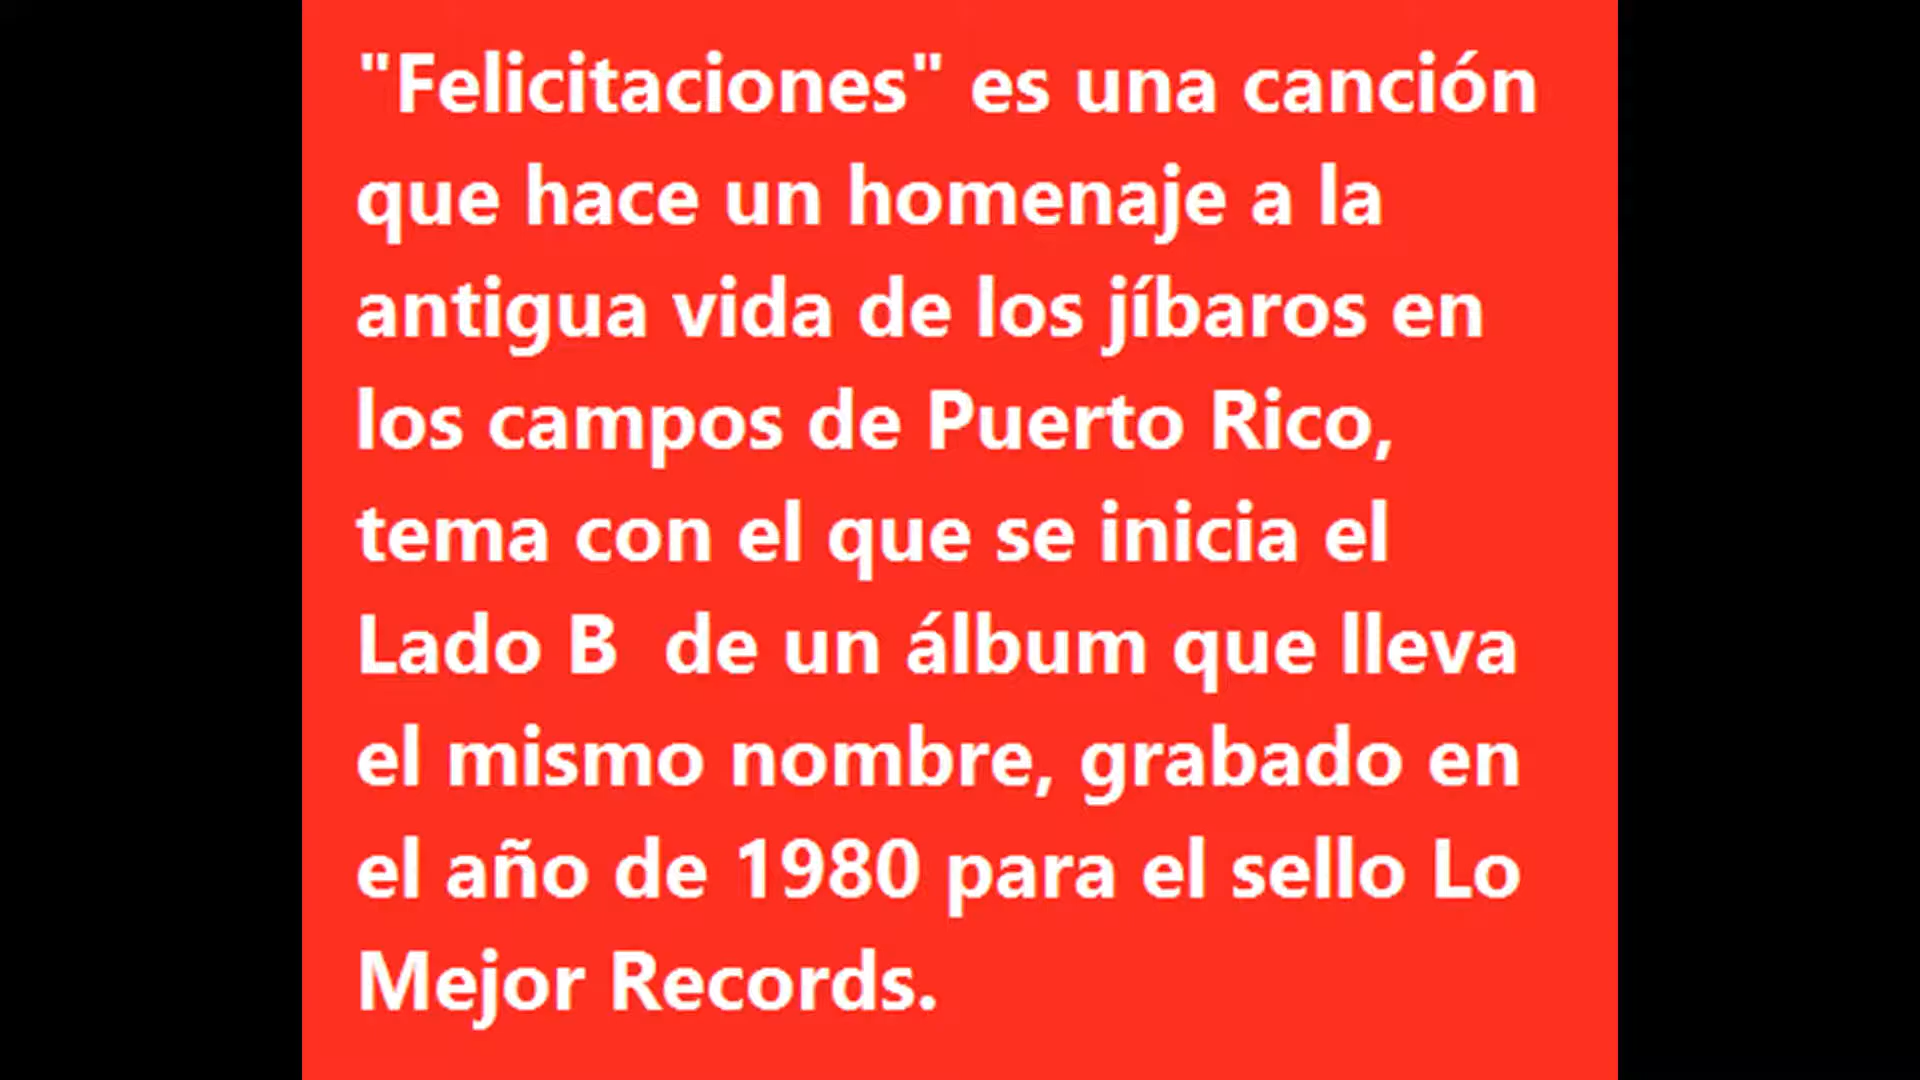 "Felicitaciones" es una canción
que hace un homenaje a la
antigua vida de los jíbaros en
los campos de Puerto Rico,
tema con el que se inicia el
Lado B  de un álbum que lleva
el mismo nombre, grabado en
el año de 1980 para el sello Lo
Mejor Records.